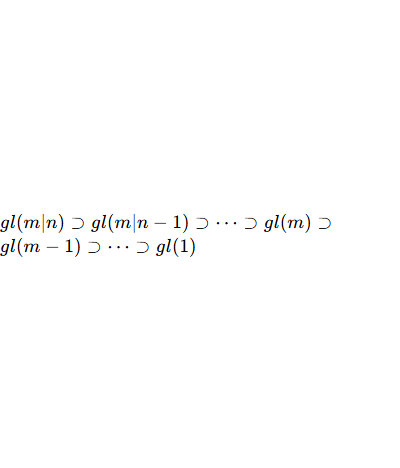 gl(m|n) ⊃ gl(m|n − 1) ⊃ ⋯ ⊃ gl(m) ⊃
gl(m − 1) ⊃ ⋯ ⊃ gl(1)